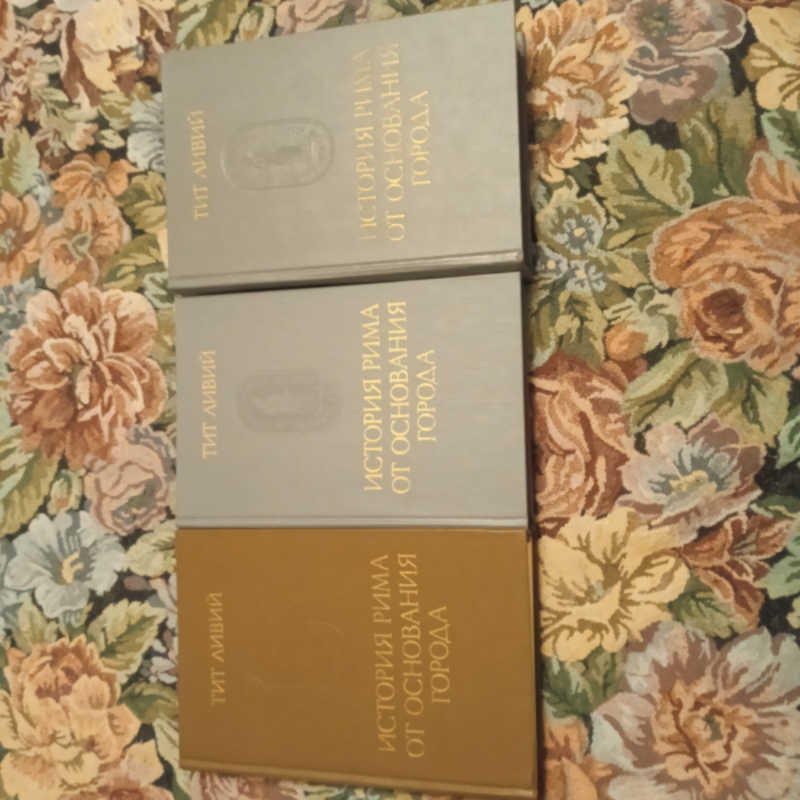 ТИТ ЛИВИЙ
ИСТОРИЯ РИМА
ОТ ОСНОВАНИЯ
ГОРОДА
ТИТ ЛИВИЙ
ИСТОРИЯ РИМА
ОТ ОСНОВАНИЯ
ГОРОДА
ТИТ ЛИВИЙ
ИСТОРИЯ РИМА
ОТ ОСНОВАНИЯ
ГОРОДА